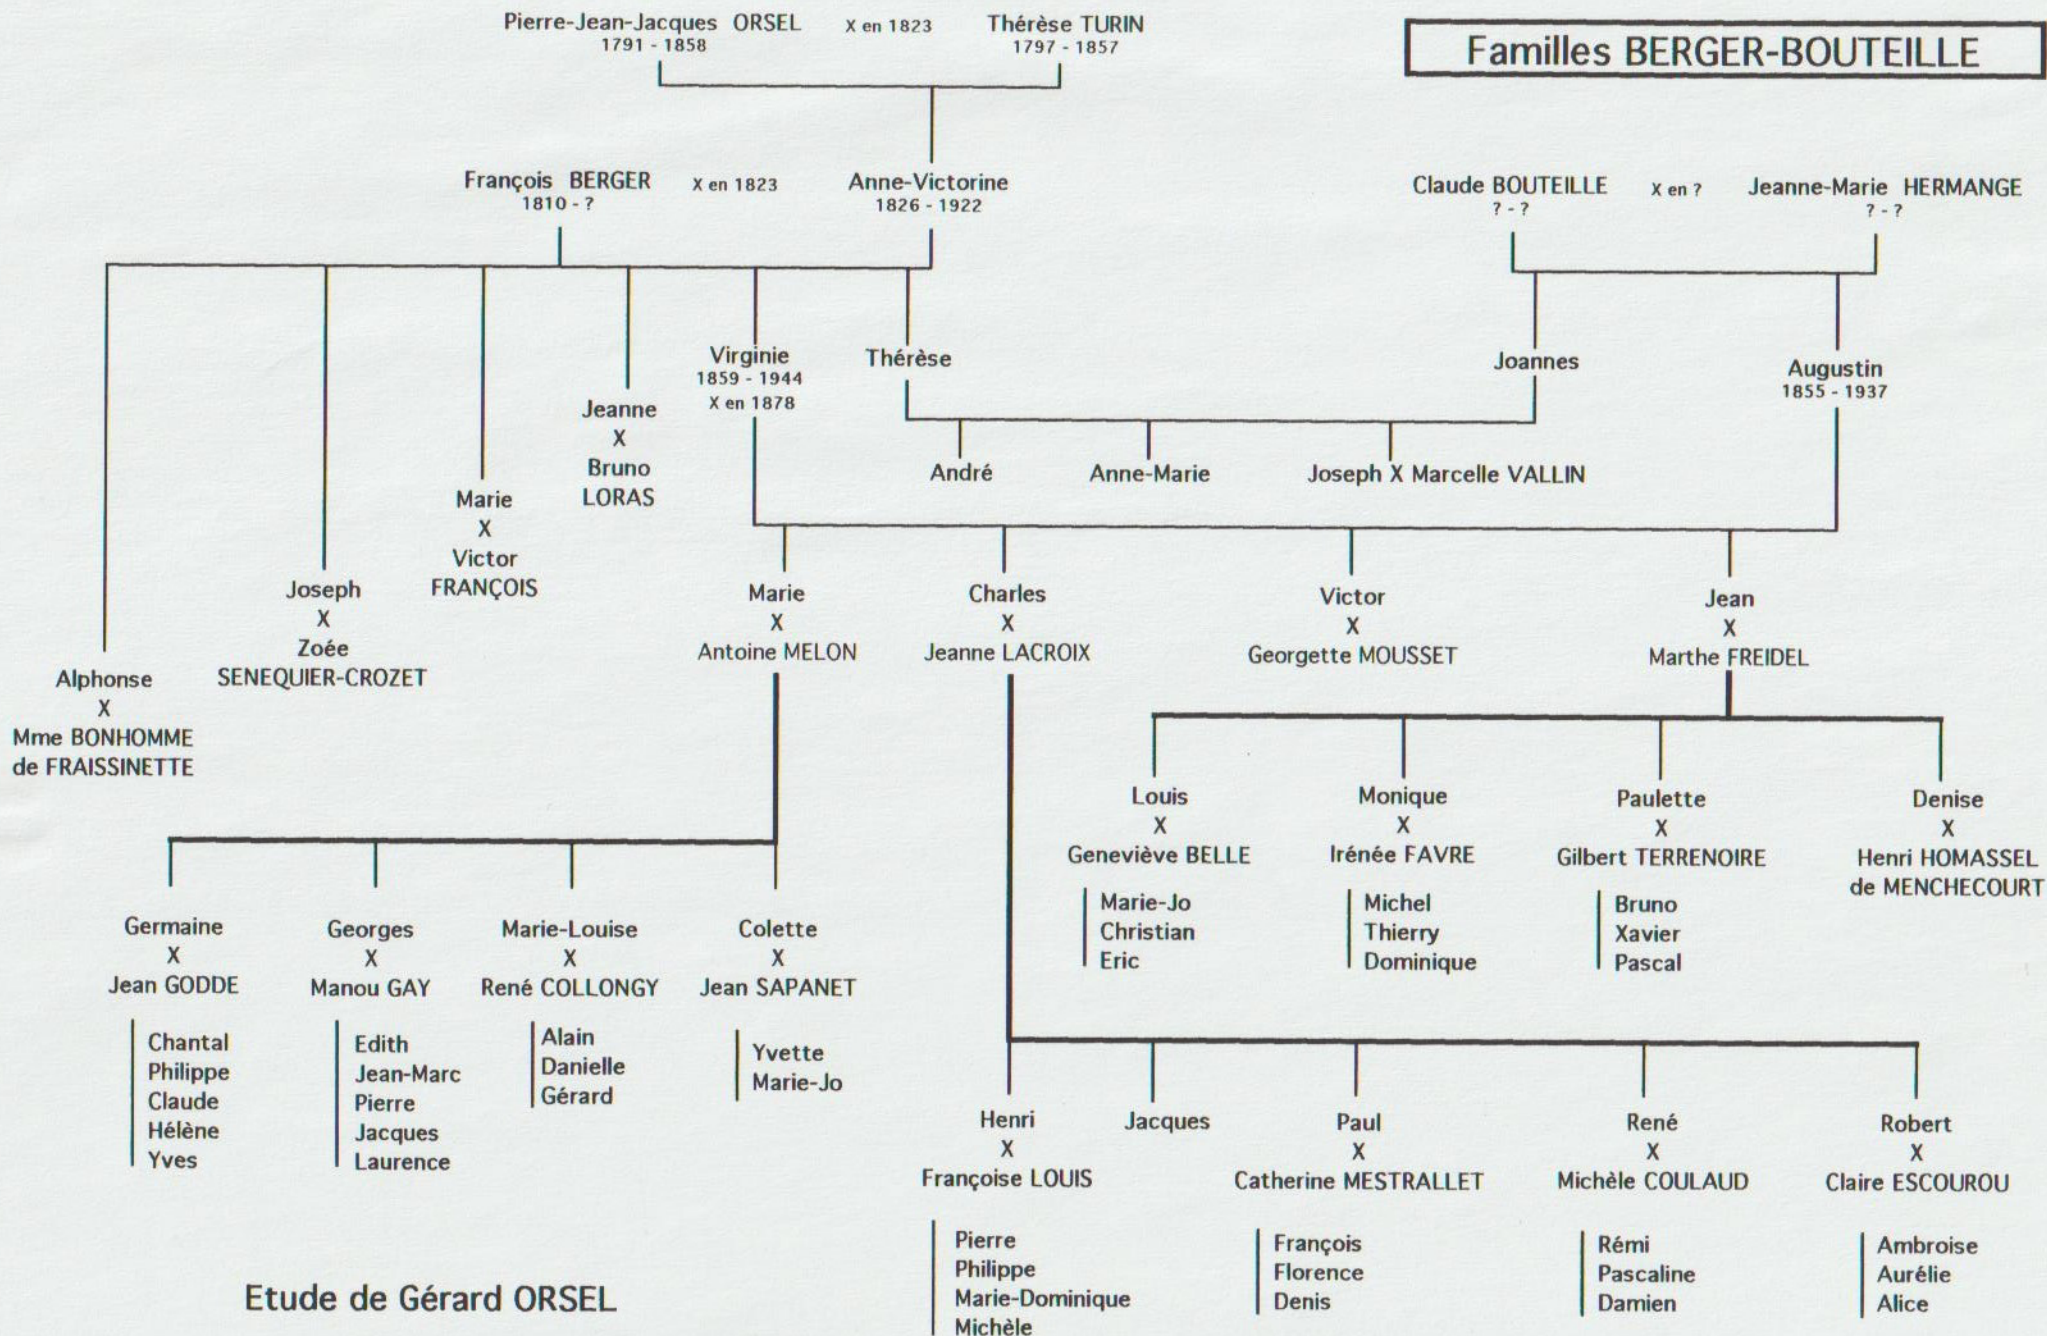 Pierre-Jean-Jacques ORSEL X en 1823 Thérèse TURIN
1791 - 1858 1797 - 1857
Familles BERGER-BOUTEILLE
François BERGER X en 1823 Anne-Victorine
1810 - ? 1826 - 1922
Claude BOUTEILLE X en ? Jeanne-Marie HERMANGE
? - ? ? - ?
Virginie
1859 - 1944
X en 1878
Thérèse
Joannes
Augustin
1855 - 1937
Jeanne
X
Bruno
LORAS
André
Anne-Marie
Joseph X Marcelle VALLIN
Marie
X
Victor
FRANÇOIS
Joseph
X
Zoée
SENEQUIER-CROZET
Alphonse
X
Mme BONHOMME
de FRAISSINETTE
Marie
X
Antoine MELON
Charles
X
Jeanne LACROIX
Victor
X
Georgette MOUSSET
Jean
X
Marthe FREIDEL
Louis
X
Geneviève BELLE
Marie-Jo
Christian
Eric
Monique
X
Irénée FAVRE
Michel
Thierry
Dominique
Paulette
X
Gilbert TERRENOIRE
Bruno
Xavier
Pascal
Denise
X
Henri HOMASSEL
de MENCHECOURT
Germaine
X
Jean GODDE
Chantal
Philippe
Claude
Hélène
Yves
Georges
X
Manou GAY
Edith
Jean-Marc
Pierre
Jacques
Laurence
Marie-Louise
X
René COLLONGY
Alain
Danielle
Gérard
Colette
X
Jean SAPANET
Yvette
Marie-Jo
Henri
X
Françoise LOUIS
Pierre
Philippe
Marie-Dominique
Michèle
Jacques
Paul
X
Catherine MESTRALLET
François
Florence
Denis
René
X
Michèle COULAUD
Rémi
Pascaline
Damien
Robert
X
Claire ESCOUROU
Ambroise
Aurélie
Alice
Etude de Gérard ORSEL